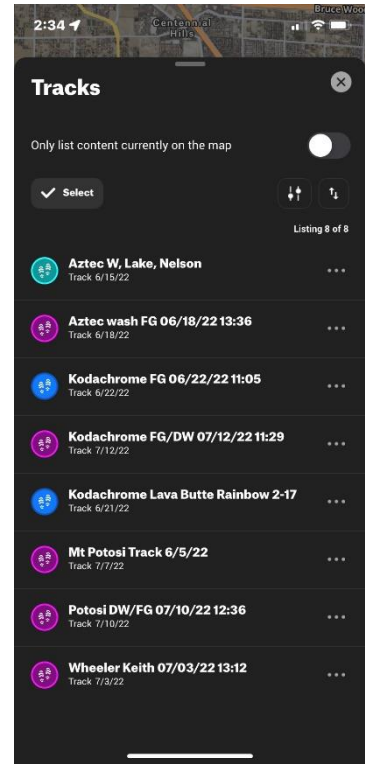 2:34
Bruce Woo
Centennial
Hills
Tracks
Only list content currently on the map
Select
Listing 8 of 8
Aztec W, Lake, Nelson
Track 6/15/22
Aztec wash FG 06/18/22 13:36
Track 6/18/22
Kodachrome FG 06/22/22 11:05
Track 6/22/22
Kodachrome FG/DW 07/12/22 11:29
Track 7/12/22
Kodachrome Lava Butte Rainbow 2-17
Track 6/21/22
Mt Potosi Track 6/5/22
Track 7/7/22
Potosi DW/FG 07/10/22 12:36
Track 7/10/22
Wheeler Keith 07/03/22 13:12
Track 7/3/22